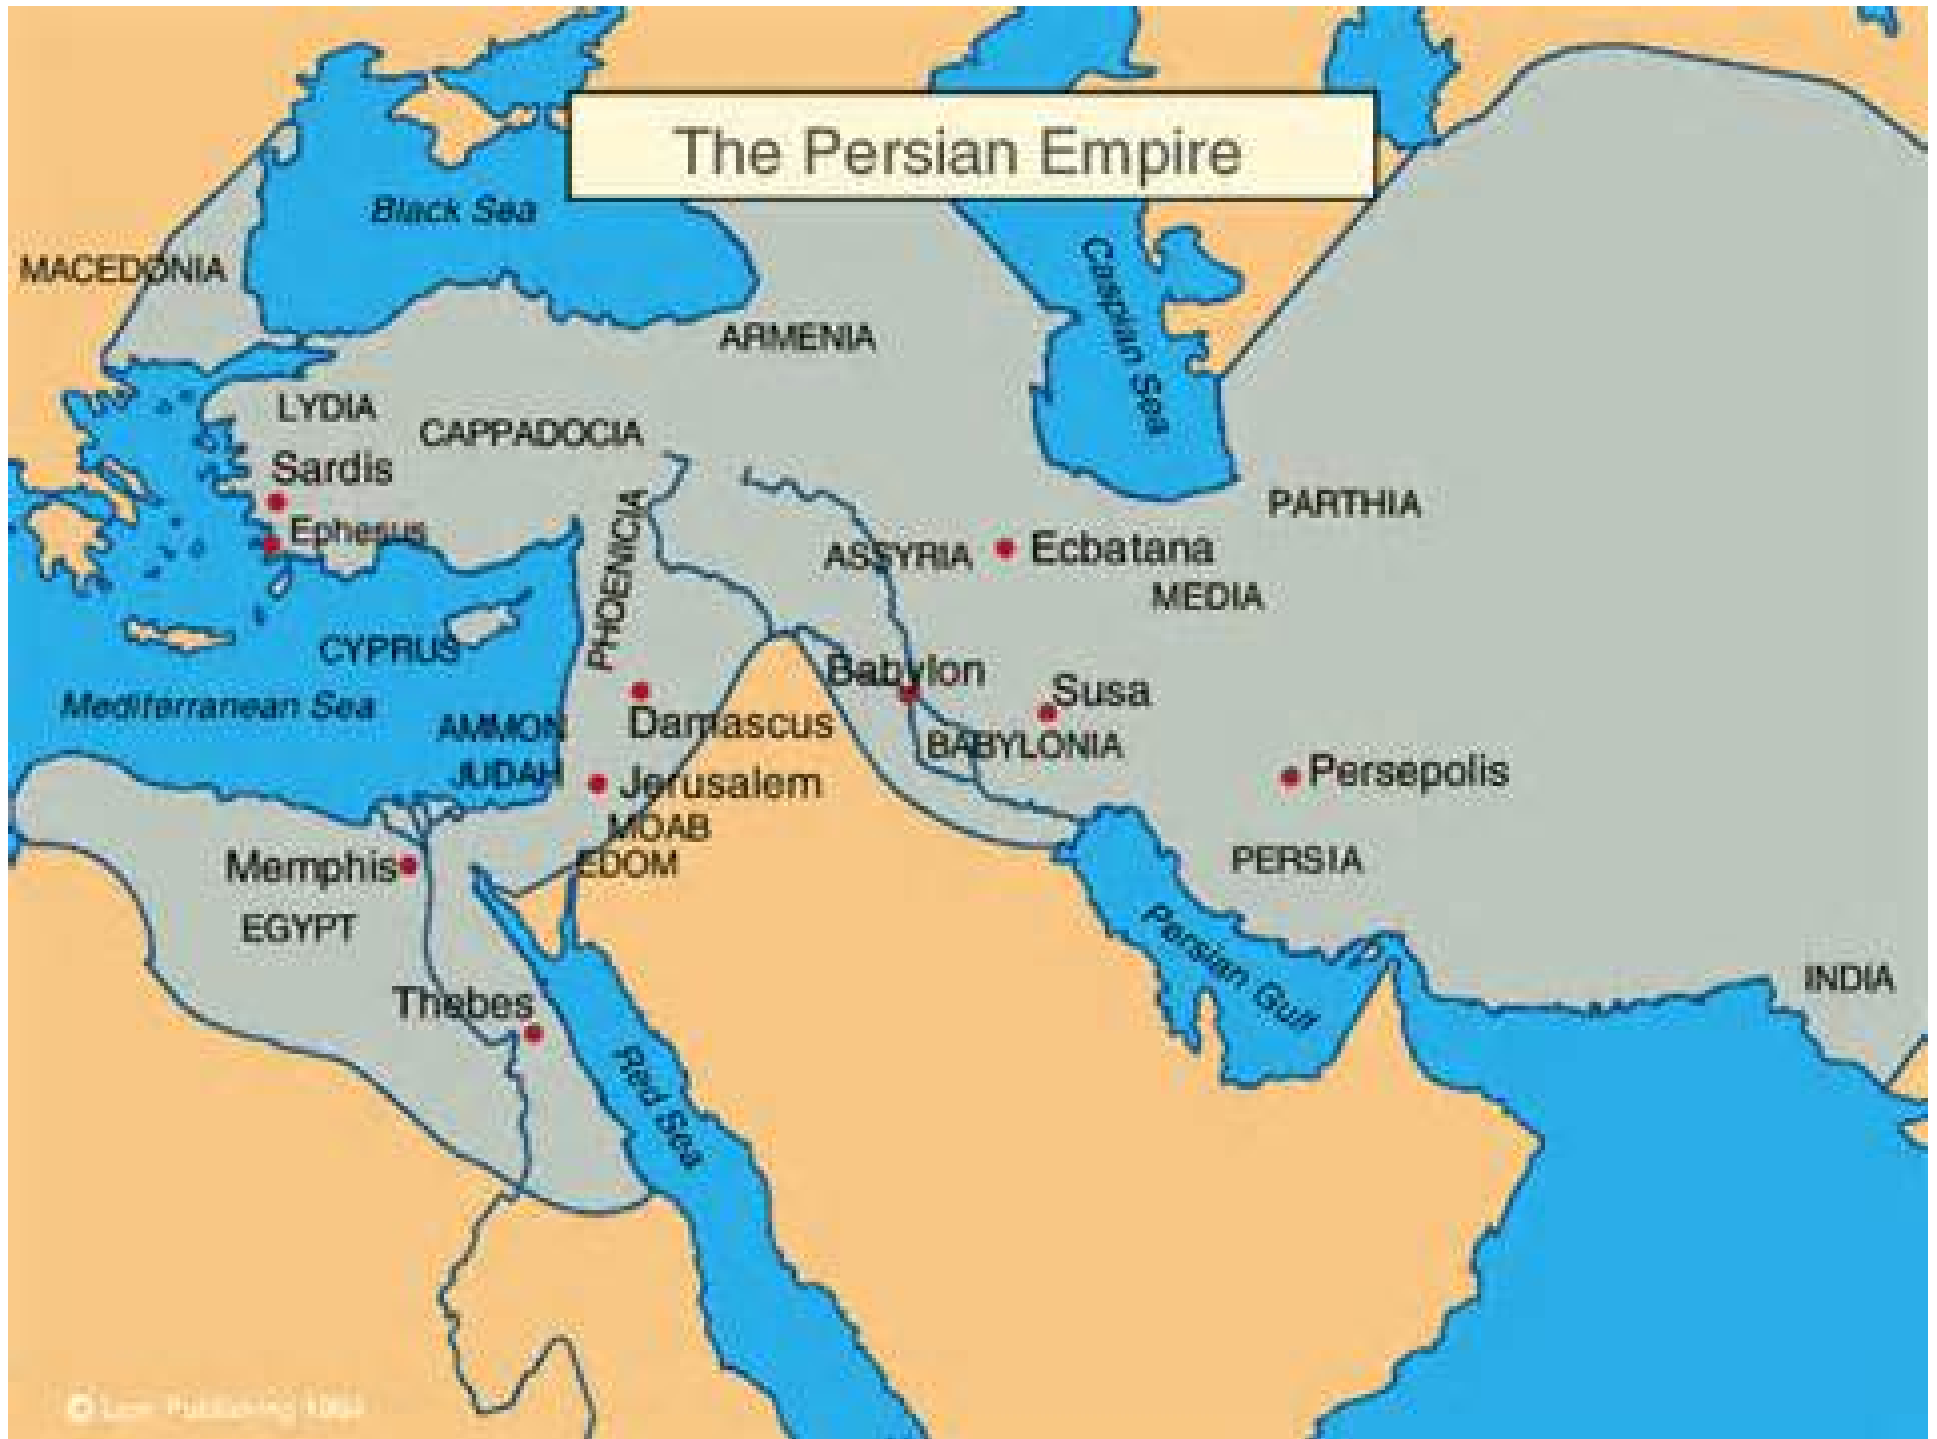 The Persian Empire
Black Sea
Caspian Sea
MACEDONIA
ARMENIA
LYDIA
CAPPADOCIA
Sardis
PARTHIA
Ephesus
PHOENICIA
ASSYRIA
Ecbatana
MEDIA
CYPRUS
Babylon
Susa
Mediterranean Sea
AMMON
Damascus
BABYLONIA
JUDAH
Jerusalem
Persepolis
MOAB
Memphis
EDOM
PERSIA
EGYPT
Persian Gulf
INDIA
Thebes
Red Sea
©